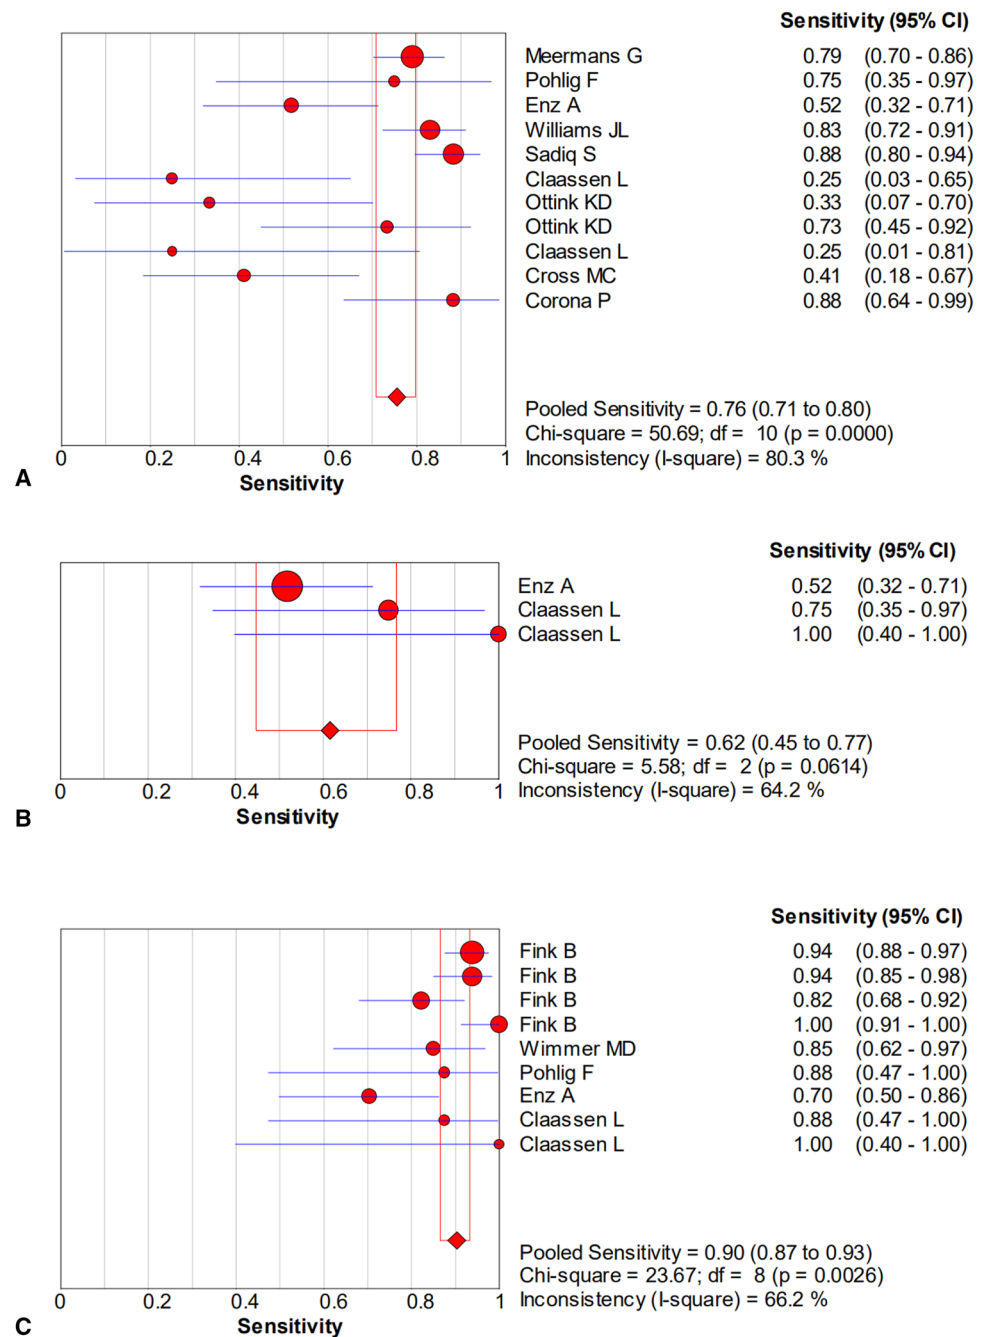 Sensitivity (95% CI)
Meermans G 0.79 (0.70 - 0.86)
Pohlig F 0.75 (0.35 - 0.97)
Enz A 0.52 (0.32 - 0.71)
Williams JL 0.83 (0.72 - 0.91)
Sadiq S 0.88 (0.80 - 0.94)
Claassen L 0.25 (0.03 - 0.65)
Ottink KD 0.33 (0.07 - 0.70)
Ottink KD 0.73 (0.45 - 0.92)
Claassen L 0.25 (0.01 - 0.81)
Cross MC 0.41 (0.18 - 0.67)
Corona P 0.88 (0.64 - 0.99)
Pooled Sensitivity = 0.76 (0.71 to 0.80)
Chi-square = 50.69; df = 10 (p = 0.0000)
Inconsistency (I-square) = 80.3 %
0 0.2 0.4 0.6 0.8 1
Sensitivity
A
Sensitivity (95% CI)
Enz A 0.52 (0.32 - 0.71)
Claassen L 0.75 (0.35 - 0.97)
Claassen L 1.00 (0.40 - 1.00)
Pooled Sensitivity = 0.62 (0.45 to 0.77)
Chi-square = 5.58; df = 2 (p = 0.0614)
Inconsistency (I-square) = 64.2 %
0 0.2 0.4 0.6 0.8 1
Sensitivity
B
Sensitivity (95% CI)
Fink B 0.94 (0.88 - 0.97)
Fink B 0.94 (0.85 - 0.98)
Fink B 0.82 (0.68 - 0.92)
Fink B 1.00 (0.91 - 1.00)
Wimmer MD 0.85 (0.62 - 0.97)
Pohlig F 0.88 (0.47 - 1.00)
Enz A 0.70 (0.50 - 0.86)
Claassen L 0.88 (0.47 - 1.00)
Claassen L 1.00 (0.40 - 1.00)
Pooled Sensitivity = 0.90 (0.87 to 0.93)
Chi-square = 23.67; df = 8 (p = 0.0026)
Inconsistency (I-square) = 66.2 %
0 0.2 0.4 0.6 0.8 1
Sensitivity
C